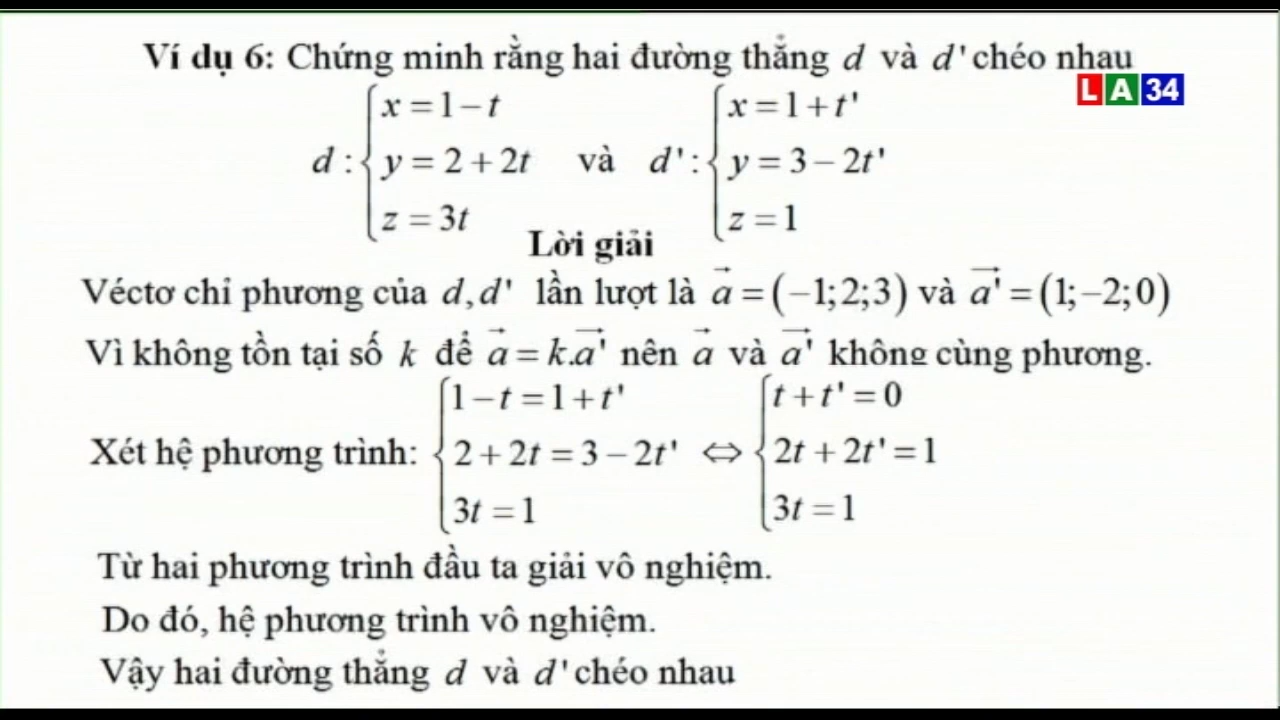 Ví dụ 6: Chứng minh rằng hai đường thẳng d và d' chéo nhau
LA34
d : { x = 1 − t và d' : { x = 1 + t'
y = 2 + 2t y = 3 − 2t'
z = 3t z = 1
Lời giải
Véctơ chỉ phương của d, d' lần lượt là a⃗ = (−1;2;3) và a'⃗ = (1;−2;0)
Vì không tồn tại số k để a⃗ = k.a'⃗ nên a⃗ và a'⃗ không cùng phương.
Xét hệ phương trình: { 1 − t = 1 + t' ⇔ { t + t' = 0
2 + 2t = 3 − 2t' 2t + 2t' = 1
3t = 1 3t = 1
Từ hai phương trình đầu ta giải vô nghiệm.
Do đó, hệ phương trình vô nghiệm.
Vậy hai đường thẳng d và d' chéo nhau